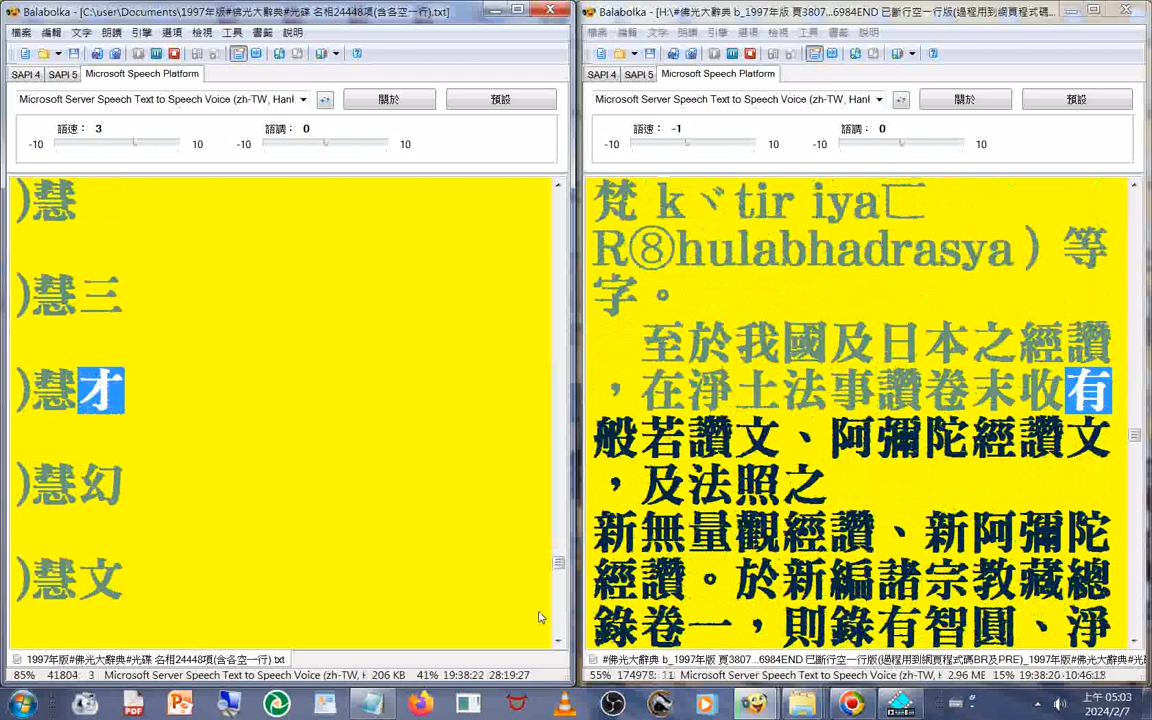 Balabolka - [C:\user\Documents\1997年版#佛光大辭典#光碟 名相24448項(含各空一行).txt]
檔案 編輯 文字 朗讀 引擎 選項 檢視 工具 書籤 說明
SAPI 4 SAPI 5 Microsoft Speech Platform
Microsoft Server Speech Text to Speech Voice (zh-TW, Hanl
關於
預設
語速： 3
語調： 0
-10 10 -10 10
)慧
)慧三
)慧才
)慧幻
)慧文
1997年版#佛光大辭典#光碟 名相24448項(含各空一行).txt
85% 41804: 3 Microsoft Speech Platform: Microsoft Server Speech Text to Speech Voice (zh-TW, H 206 KB 41% 19:38:22 28:19:27
Balabolka - [H:\#佛光大辭典 b_1997年版 頁3807...6984END 已斷行空一行版(過程用到網頁程式碼...
檔案 編輯 文字 朗讀 引擎 選項 檢視 工具 書籤 說明
SAPI 4 SAPI 5 Microsoft Speech Platform
Microsoft Server Speech Text to Speech Voice (zh-TW, Hanl
關於
預設
語速： -1
語調： 0
-10 10 -10 10
梵 kヾtir iya匚
R⑧hulabhadrasya）等
字。
至於我國及日本之經讚
，在淨土法事讚卷末收有
般若讚文、阿彌陀經讚文
，及法照之
新無量觀經讚、新阿彌陀
經讚。於新編諸宗教藏總
錄卷一，則錄有智圓、淨
#佛光大辭典 b_1997年版 頁3807...6984END 已斷行空一行版(過程用到網頁程式碼BR及PRE)_1997年版#佛光
55% 174978: 11 Microsoft Speech Platform: Microsoft Server Speech Text to Speech Voice (zh-TW, 2.96 MB 15% 19:38:20-10:46:18
PDF
上午 05:03
2024/2/7